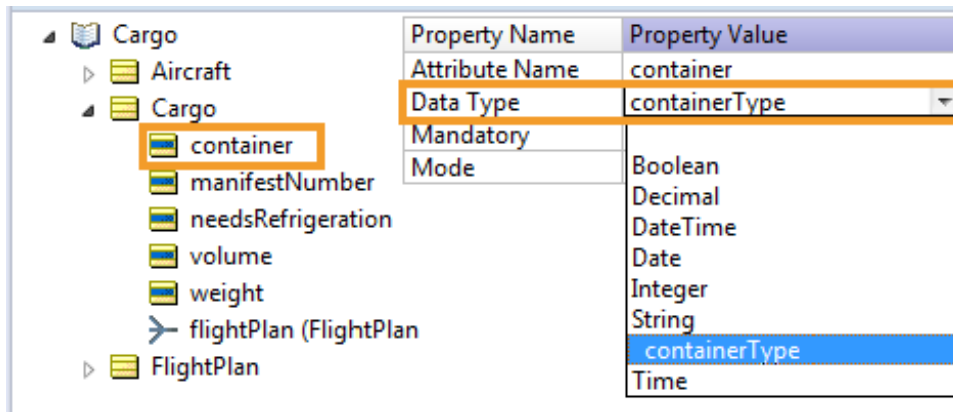 Cargo
Aircraft
Cargo
container
manifestNumber
needsRefrigeration
volume
weight
flightPlan (FlightPlan
FlightPlan
Property Name Property Value
Attribute Name container
Data Type containerType
Mandatory
Mode
Boolean
Decimal
DateTime
Date
Integer
String
containerType
Time